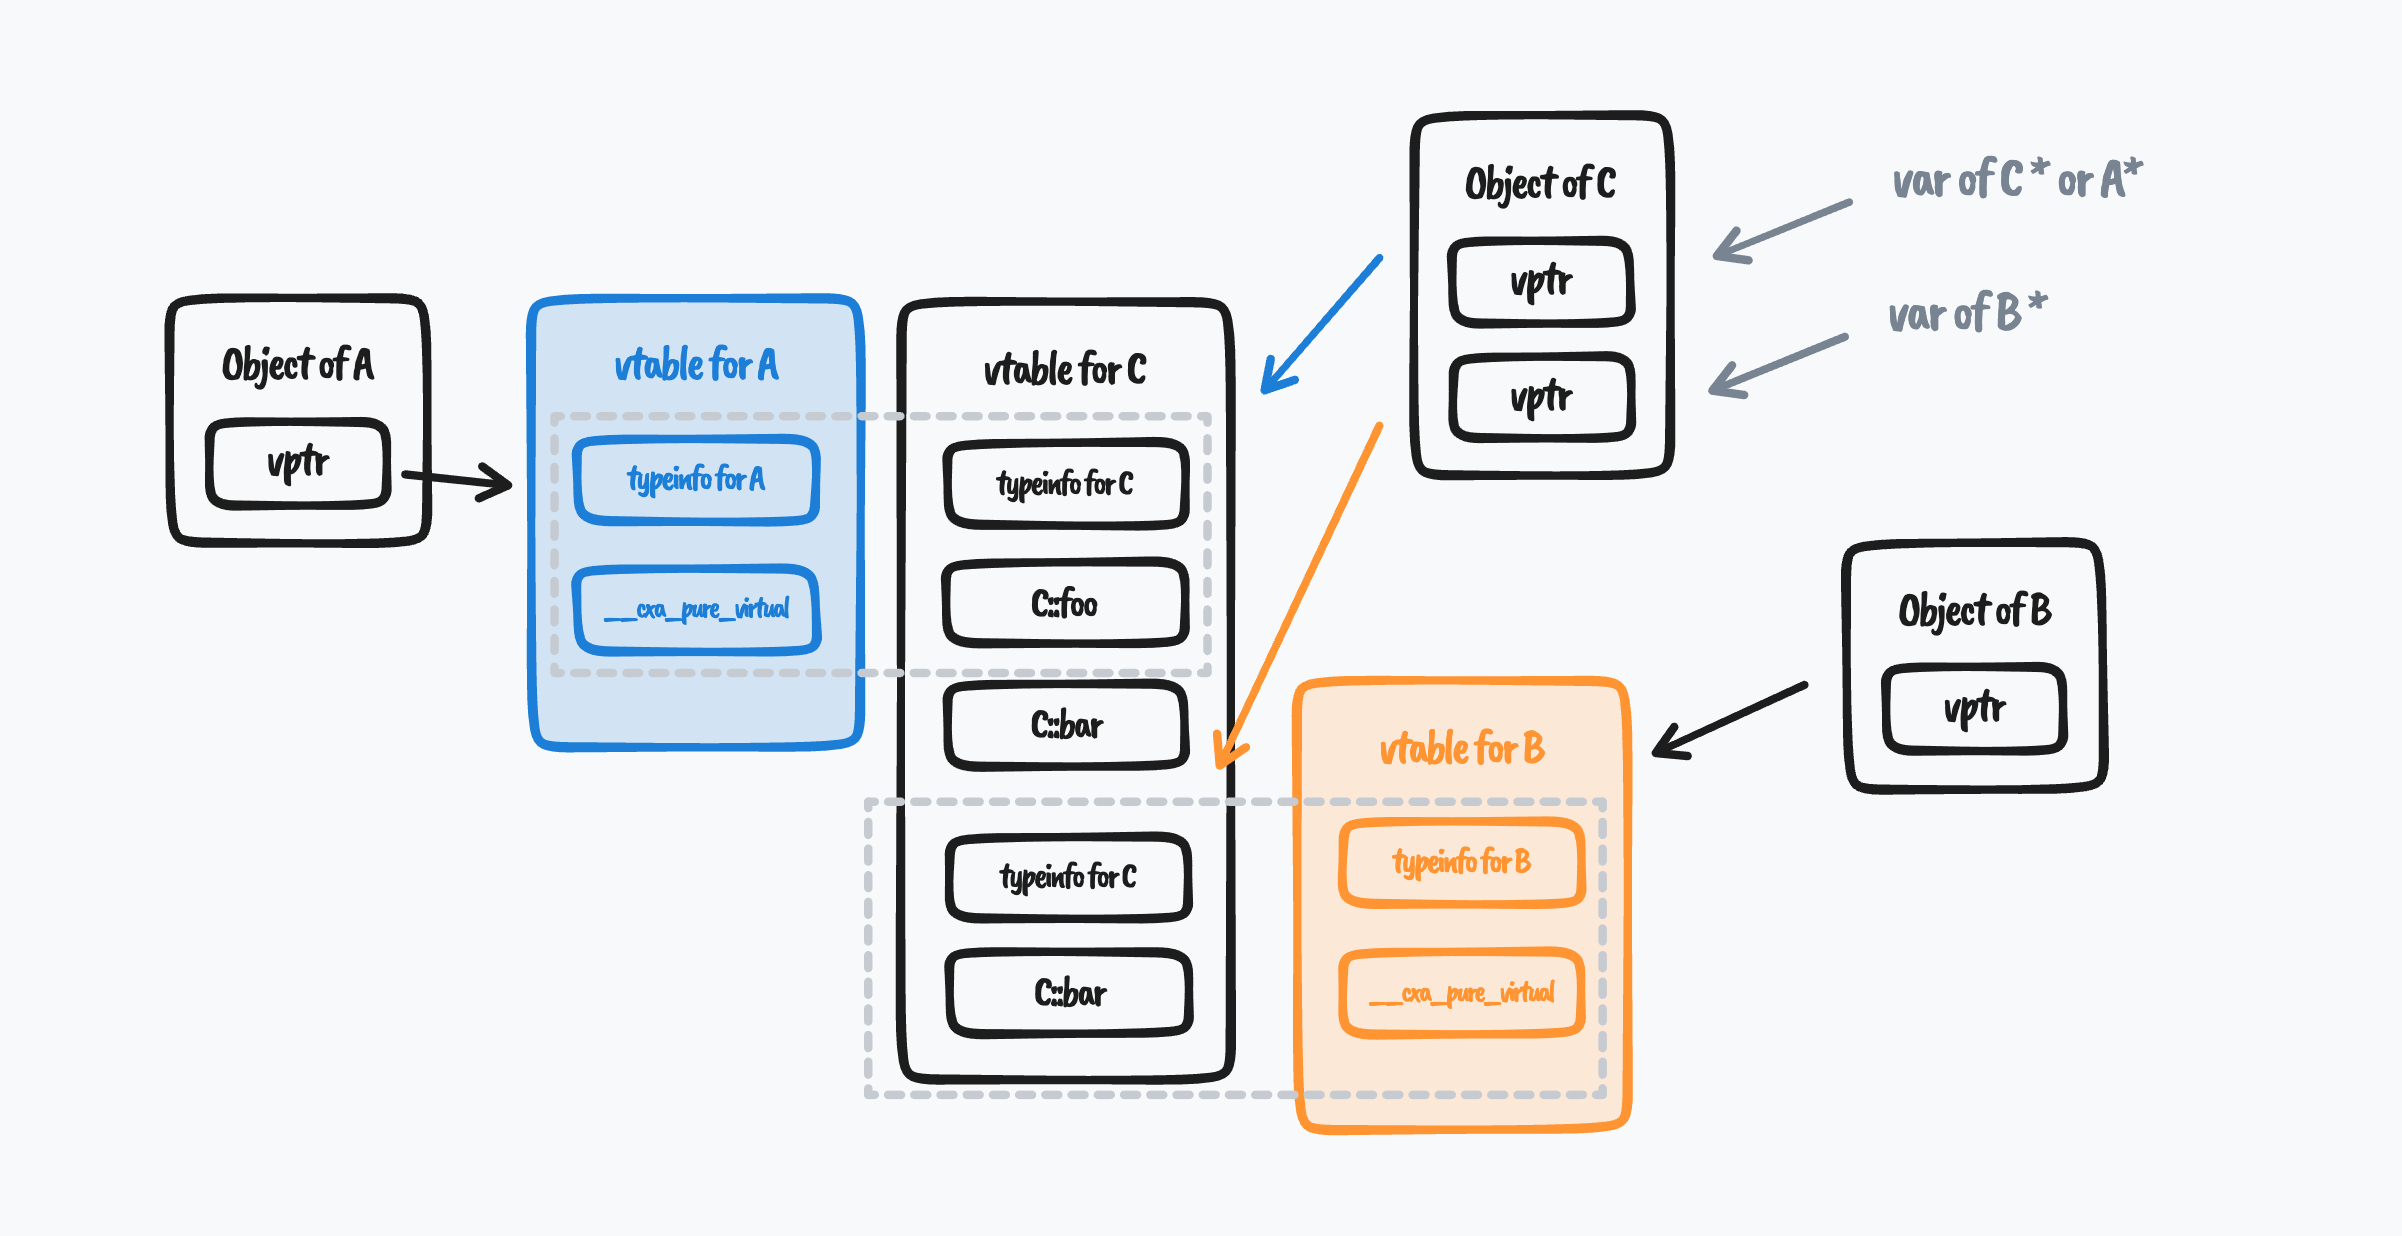 Object of A
vptr
vtable for A
typeinfo for A
__cxa_pure_virtual
vtable for C
typeinfo for C
C::foo
C::bar
typeinfo for C
C::bar
Object of C
vptr
vptr
var of C * or A*
var of B *
vtable for B
typeinfo for B
__cxa_pure_virtual
Object of B
vptr